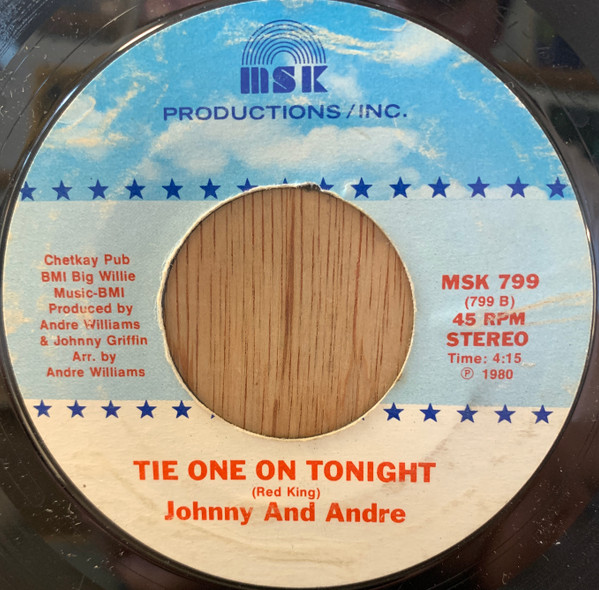 msk
PRODUCTIONS/INC.
Chetkay Pub
BMI Big Willie
Music-BMI
Produced by
Andre Williams
& Johnny Griffin
Arr. by
Andre Williams
MSK 799
(799 B)
45 RPM
STEREO
Time: 4:15
℗ 1980
TIE ONE ON TONIGHT
(Red King)
Johnny And Andre